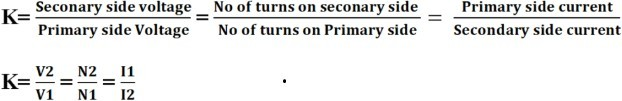 K= Seconary side voltage / Primary side Voltage = No of turns on seconary side / No of turns on Primary side = Primary side current / Secondary side current
K= V2 / V1 = N2 / N1 = I1 / I2 .